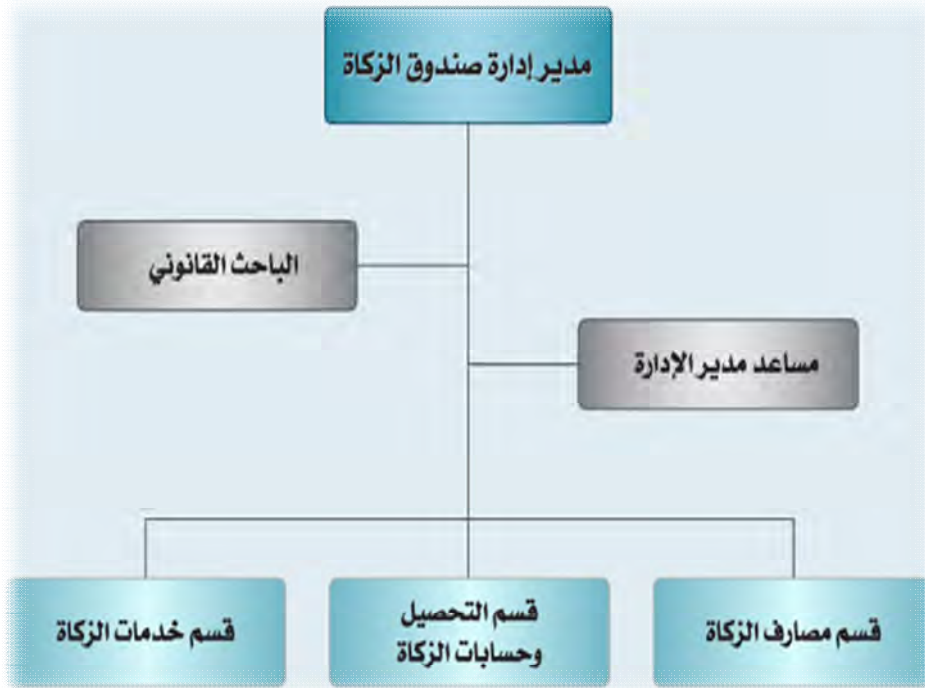 مدير إدارة صندوق الزكاة
الباحث القانوني
مساعد مدير الإدارة
قسم مصارف الزكاة
قسم التحصيل
وحسابات الزكاة
قسم خدمات الزكاة